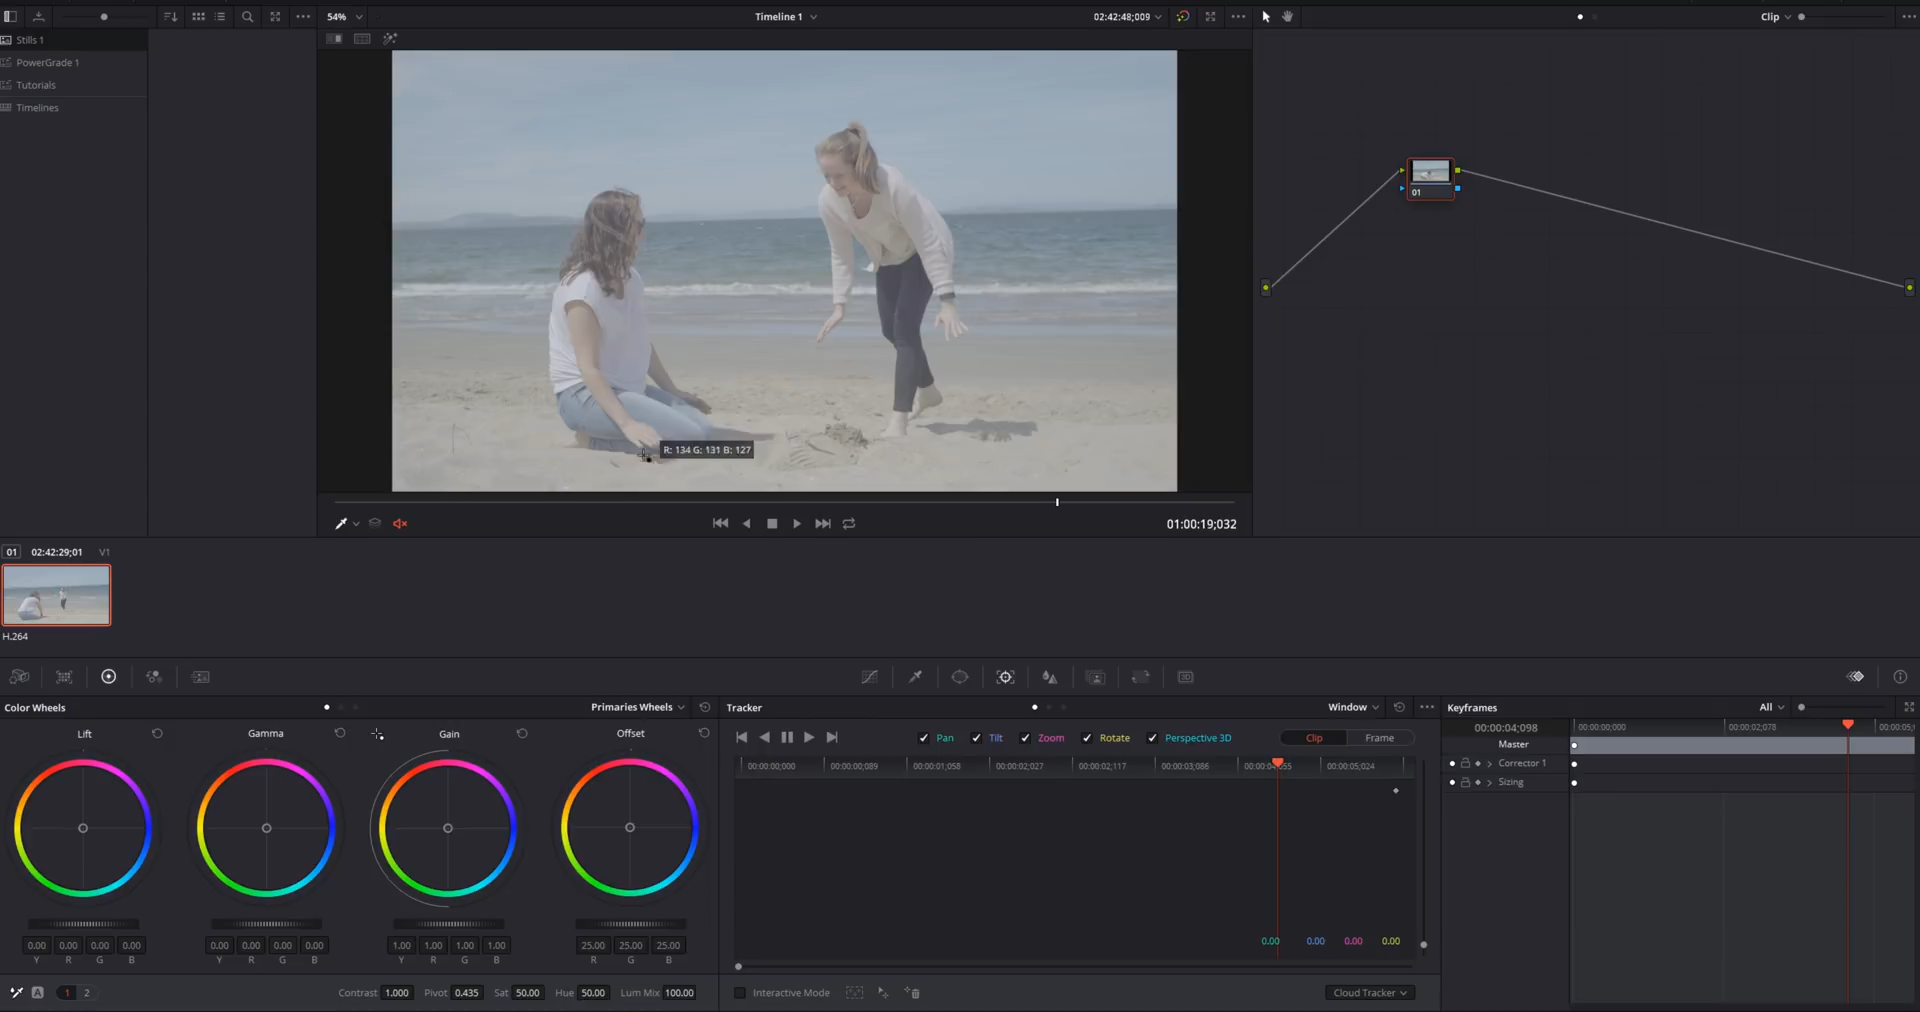 54%
Timeline 1
02:42:48;009
Clip
Stills 1
PowerGrade 1
Tutorials
Timelines
01
R: 134 G: 131 B: 127
01:00:19;032
01 02:42:29;01 V1
H.264
Color Wheels
Primaries Wheels
Tracker
Window
Keyframes
All
Lift
Gamma
Gain
Offset
Pan
Tilt
Zoom
Rotate
Perspective 3D
Clip
Frame
00:00:04;098
00:00:00;000
00:00:02;078
00:00:05;
Master
Corrector 1
Sizing
00:00:00;000
00:00:00;089
00:00:01;058
00:00:02;027
00:00:02;117
00:00:03;086
00:00:04;055
00:00:05;024
0.00 0.00 0.00 0.00
Y R G B
0.00 0.00 0.00 0.00
Y R G B
1.00 1.00 1.00 1.00
Y R G B
25.00 25.00 25.00
R G B
0.00 0.00 0.00 0.00
A 1 2
Contrast 1.000 Pivot 0.435 Sat 50.00 Hue 50.00 Lum Mix 100.00
Interactive Mode
Cloud Tracker